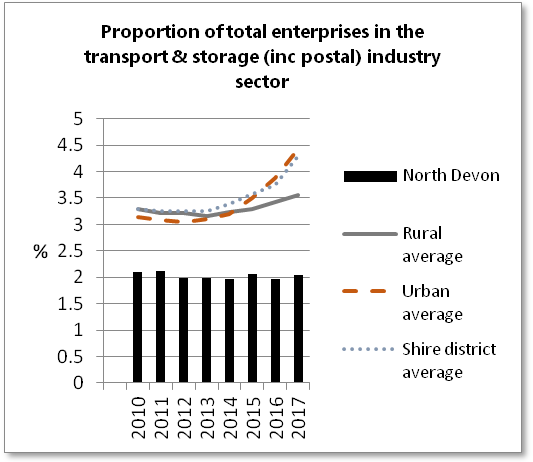 Proportion of total enterprises in the
transport & storage (inc postal) industry
sector
5
4.5
4
3.5
3
2.5
2
1.5
1
0.5
0
%
2010
2011
2012
2013
2014
2015
2016
2017
North Devon
Rural
average
Urban
average
Shire district
average